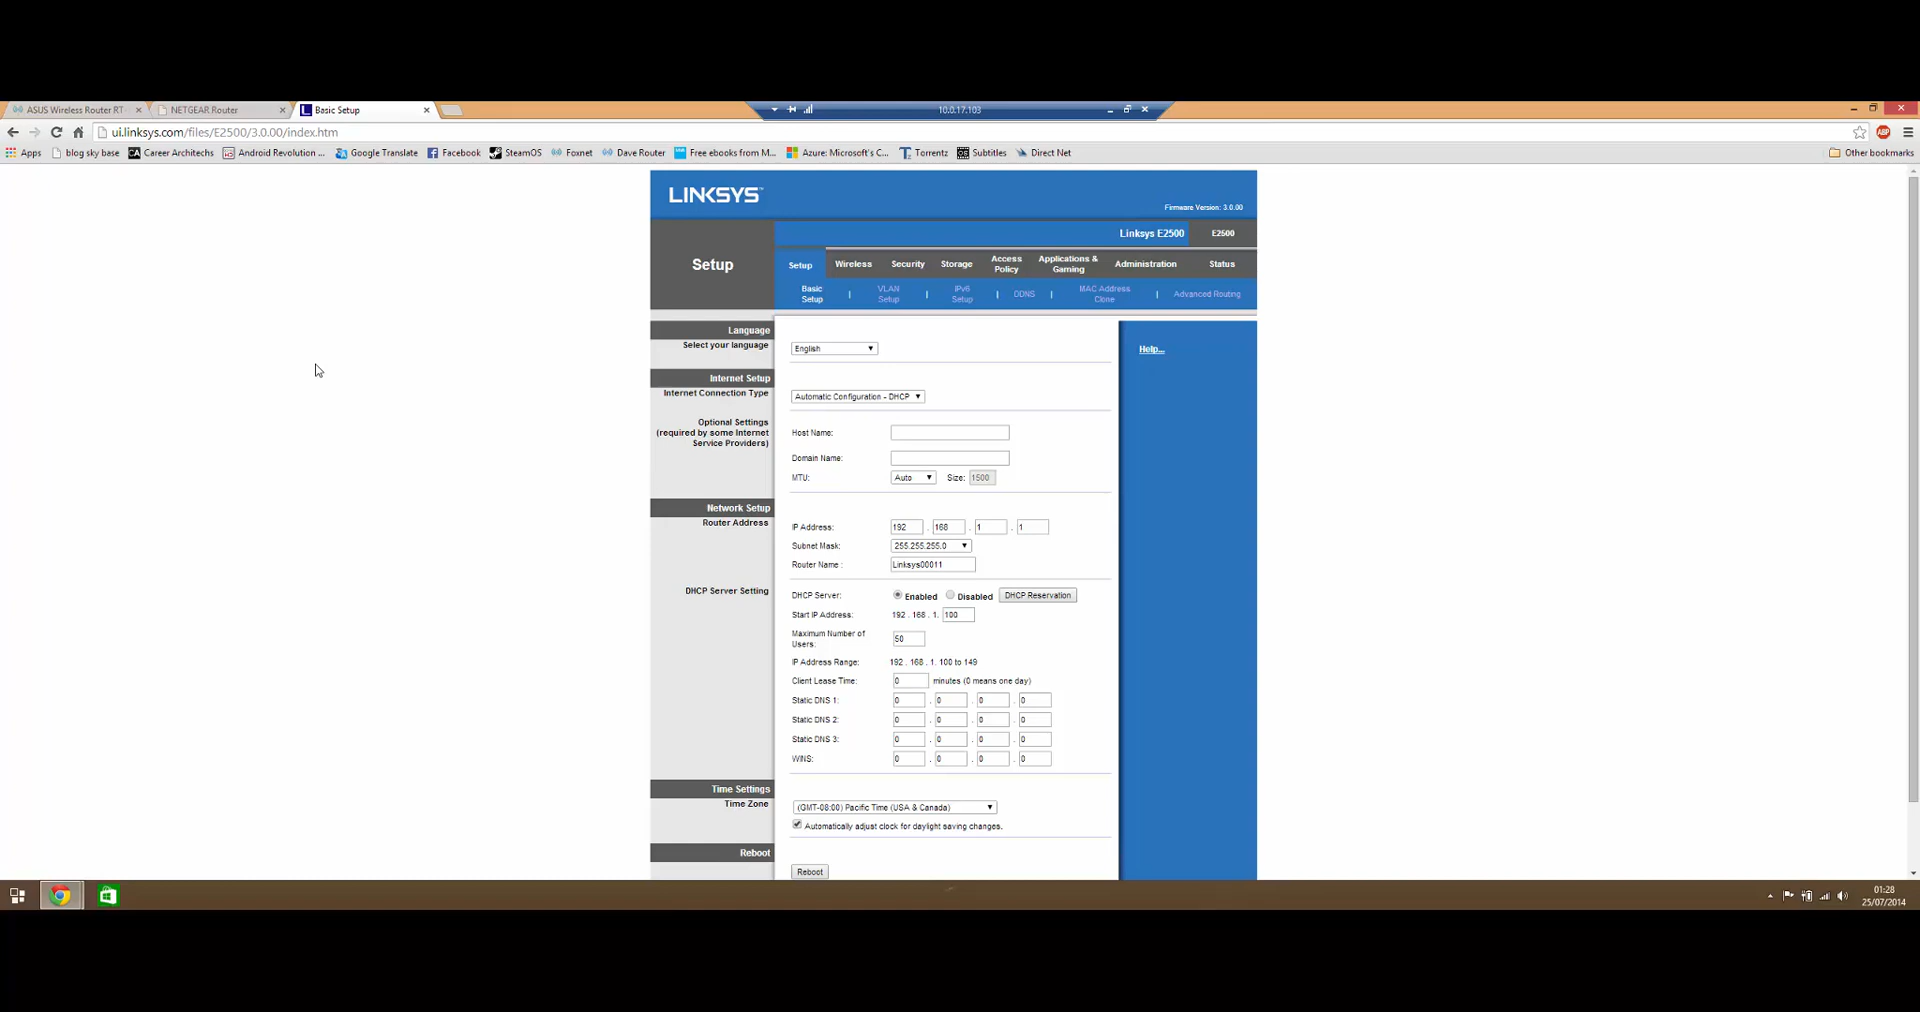 ASUS Wireless Router RT
NETGEAR Router
Basic Setup
10.0.17.103
ui.linksys.com/files/E2500/3.0.00/index.htm
Apps blog sky base Career Architechs Android Revolution ... Google Translate Facebook SteamOS Foxnet Dave Router Free ebooks from M... Azure: Microsoft's C... Torrentz Subtitles Direct Net Other bookmarks
LINKSYS
Firmware Version: 3.0.00
Linksys E2500 E2500
Setup
Setup Wireless Security Storage Access Policy Applications & Gaming Administration Status
Basic Setup | VLAN Setup | IPv6 Setup | DDNS | MAC Address Clone | Advanced Routing
Language
Select your language
English
Help...
Internet Setup
Internet Connection Type
Automatic Configuration - DHCP
Optional Settings
(required by some Internet
Service Providers)
Host Name:
Domain Name:
MTU: Auto Size: 1500
Network Setup
Router Address
IP Address: 192 . 168 . 1 . 1
Subnet Mask: 255.255.255.0
Router Name : Linksys00011
DHCP Server Setting
DHCP Server: Enabled Disabled DHCP Reservation
Start IP Address: 192 . 168 . 1. 100
Maximum Number of
Users: 50
IP Address Range: 192 . 168 . 1. 100 to 149
Client Lease Time: 0 minutes (0 means one day)
Static DNS 1: 0 . 0 . 0 . 0
Static DNS 2: 0 . 0 . 0 . 0
Static DNS 3: 0 . 0 . 0 . 0
WINS: 0 . 0 . 0 . 0
Time Settings
Time Zone
(GMT-08:00) Pacific Time (USA & Canada)
Automatically adjust clock for daylight saving changes.
Reboot
Reboot
01:28
25/07/2014